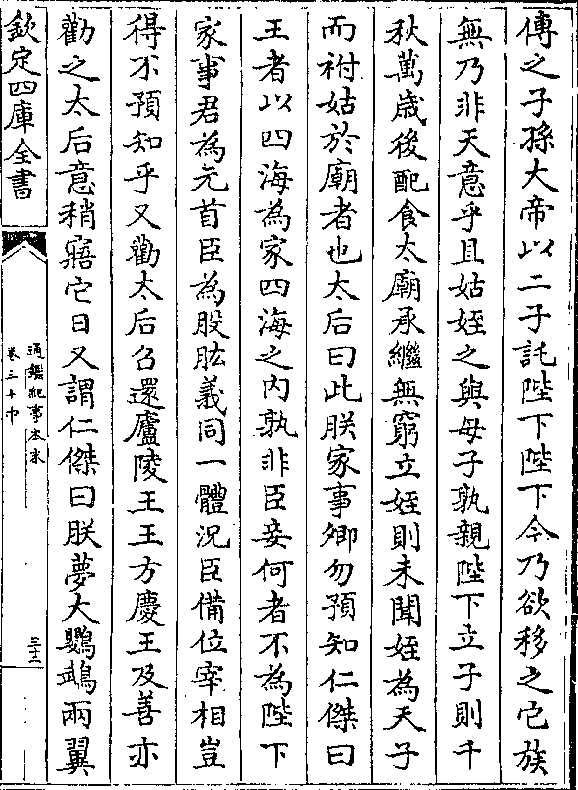 傳之子孫大帝以二子託陛下陛下今乃欲移之它族
無乃非天意乎且姑姪之與母子孰親陛下立子則千
秋萬歲後配食太廟承繼無窮立姪則未聞姪為天子
而祔姑於廟者也太后曰此朕家事卿勿預知仁傑曰
王者以四海為家四海之内孰非臣妾何者不為陛下
家事君為元首臣為股肱義同一體況臣備位宰相豈
得不預知乎又勸太后召還廬陵王王方慶王及善亦
勸之太后意稍寤它日又謂仁傑曰朕夢大鸚鵡兩翼
欽定四庫全書
通鑑紀事本末
卷三十中
三十二